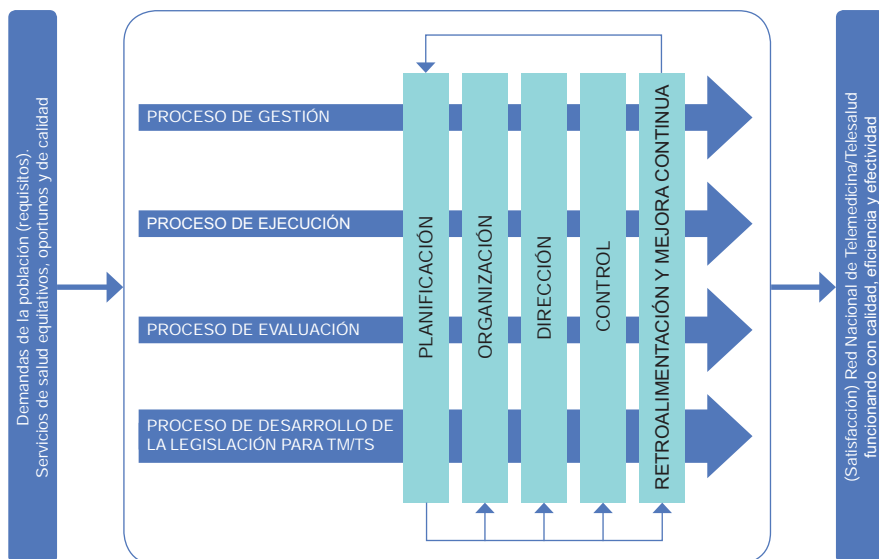 Demandas de la población (requisitos).
Servicios de salud equitativos, oportunos y de calidad
PROCESO DE GESTIÓN
PROCESO DE EJECUCIÓN
PROCESO DE EVALUACIÓN
PROCESO DE DESARROLLO DE
LA LEGISLACIÓN PARA TM/TS
PLANIFICACIÓN
ORGANIZACIÓN
DIRECCIÓN
CONTROL
RETROALIMENTACIÓN Y MEJORA CONTINUA
(Satisfacción) Red Nacional de Telemedicina/Telesalud
funcionando con calidad, eficiencia y efectividad